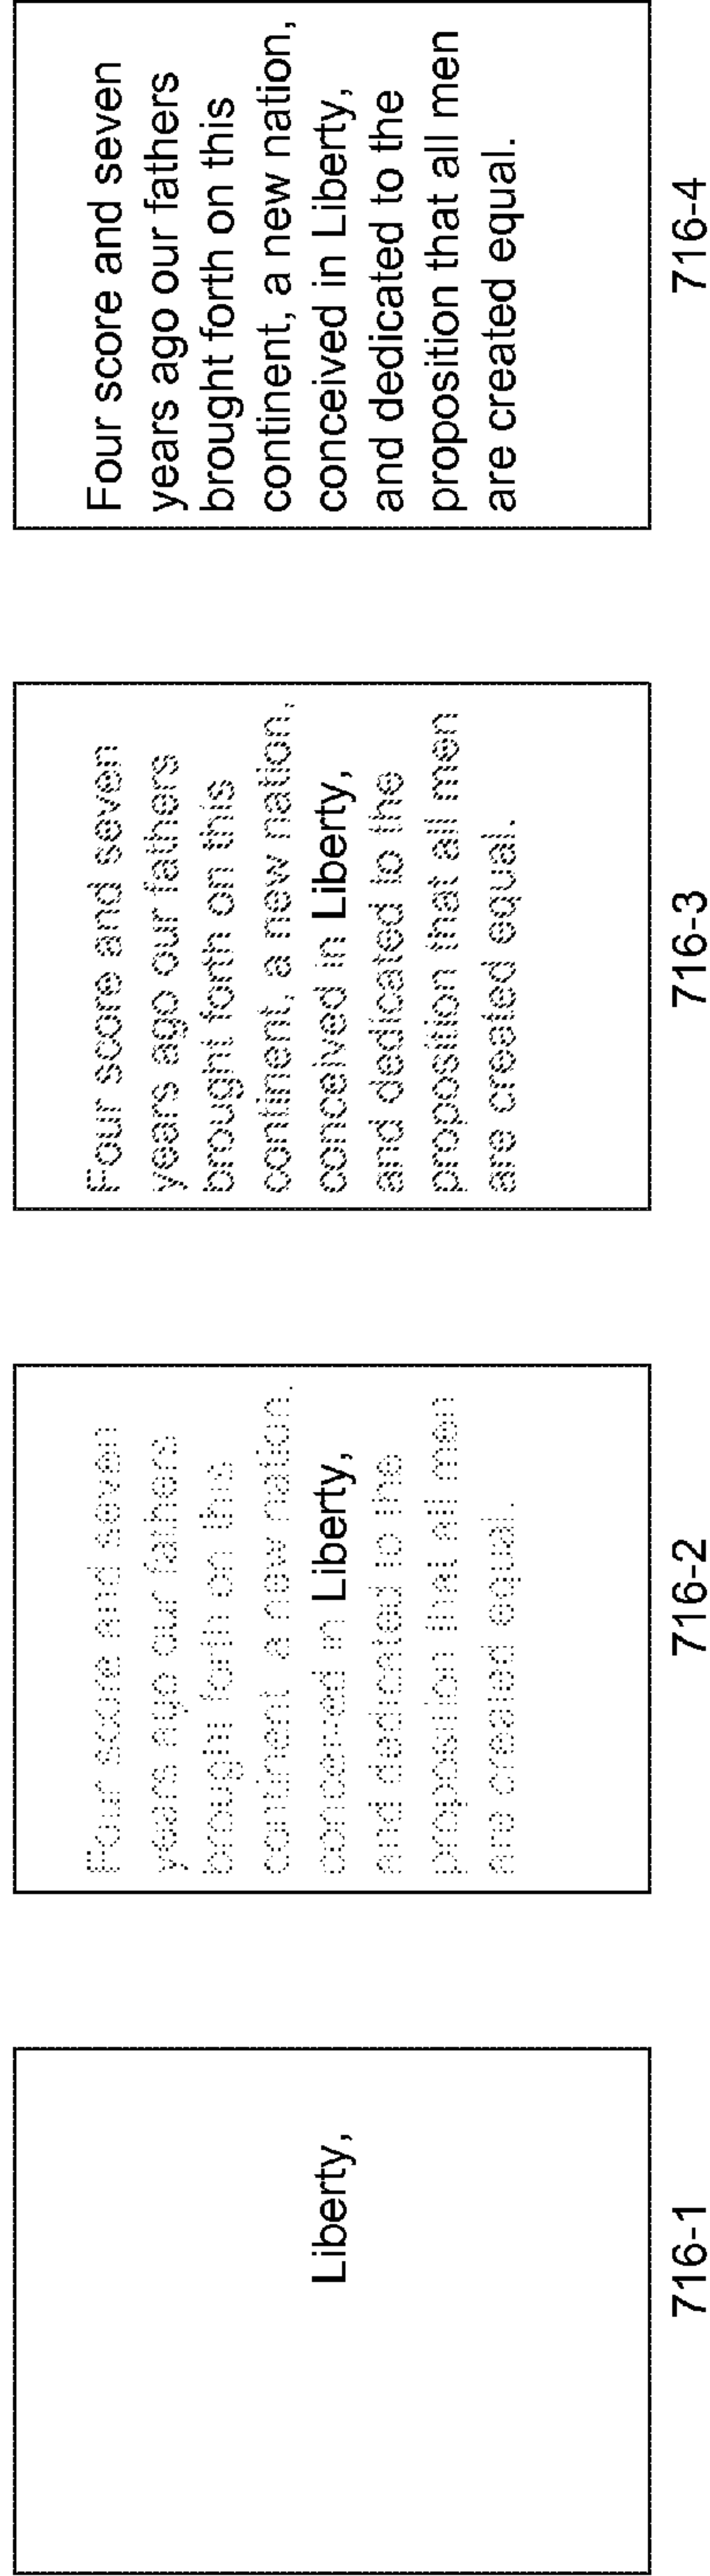 Liberty,
716-1
Four score and seven
years ago our fathers
brought forth on this
continent, a new nation,
conceived in Liberty,
and dedicated to the
proposition that all men
are created equal.
716-2
Four score and seven
years ago our fathers
brought forth on this
continent, a new nation,
conceived in Liberty,
and dedicated to the
proposition that all men
are created equal.
716-3
Four score and seven
years ago our fathers
brought forth on this
continent, a new nation,
conceived in Liberty,
and dedicated to the
proposition that all men
are created equal.
716-4